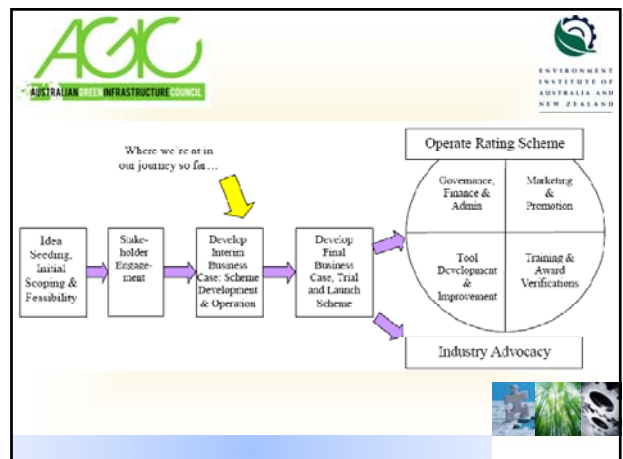 AGIC
AUSTRALIAN GREEN INFRASTRUCTURE COUNCIL
ENVIRONMENT
INSTITUTE OF
AUSTRALIA AND
NEW ZEALAND
Where we're at in
our journey so far…
Idea
Seeding,
Initial
Scoping &
Feasibility
Stake-
holder
Engage-
ment
Develop
Interim
Business
Case: Scheme
Development
& Operation
Develop
Final
Business
Case, Trial
and Launch
Scheme
Operate Rating Scheme
Governance,
Finance &
Admin
Marketing
&
Promotion
Tool
Development
&
Improvement
Training &
Award
Verifications
Industry Advocacy